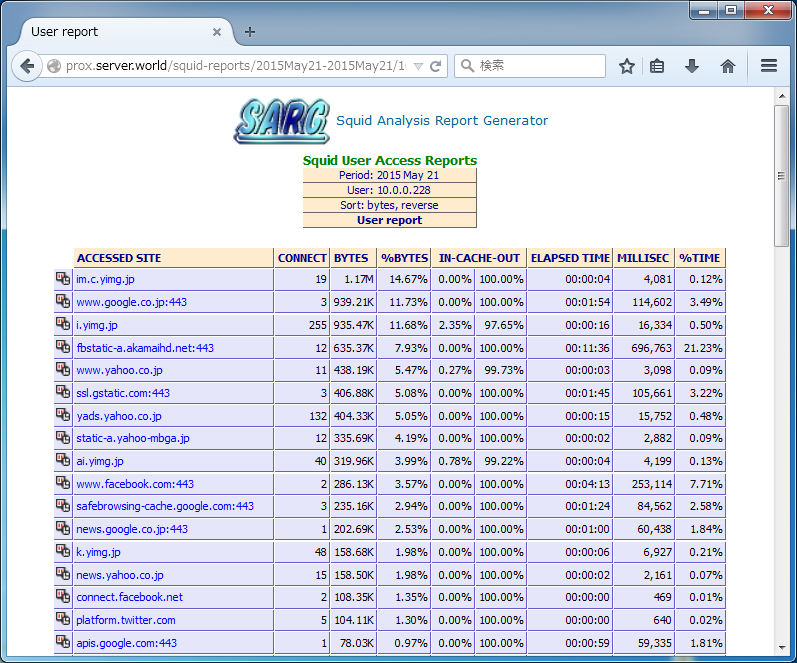 User report
prox.server.world/squid-reports/2015May21-2015May21/1
検索
SARG Squid Analysis Report Generator
Squid User Access Reports
Period: 2015 May 21
User: 10.0.0.228
Sort: bytes, reverse
User report
ACCESSED SITE CONNECT BYTES %BYTES IN-CACHE-OUT ELAPSED TIME MILLISEC %TIME
im.c.yimg.jp 19 1.17M 14.67% 0.00% 100.00% 00:00:04 4,081 0.12%
www.google.co.jp:443 3 939.21K 11.73% 0.00% 100.00% 00:01:54 114,602 3.49%
i.yimg.jp 255 935.47K 11.68% 2.35% 97.65% 00:00:16 16,334 0.50%
fbstatic-a.akamaihd.net:443 12 635.37K 7.93% 0.00% 100.00% 00:11:36 696,763 21.23%
www.yahoo.co.jp 11 438.19K 5.47% 0.27% 99.73% 00:00:03 3,098 0.09%
ssl.gstatic.com:443 3 406.88K 5.08% 0.00% 100.00% 00:01:45 105,661 3.22%
yads.yahoo.co.jp 132 404.33K 5.05% 0.00% 100.00% 00:00:15 15,752 0.48%
static-a.yahoo-mbga.jp 12 335.69K 4.19% 0.00% 100.00% 00:00:02 2,882 0.09%
ai.yimg.jp 40 319.96K 3.99% 0.78% 99.22% 00:00:04 4,199 0.13%
www.facebook.com:443 2 286.13K 3.57% 0.00% 100.00% 00:04:13 253,114 7.71%
safebrowsing-cache.google.com:443 3 235.16K 2.94% 0.00% 100.00% 00:01:24 84,562 2.58%
news.google.co.jp:443 1 202.69K 2.53% 0.00% 100.00% 00:01:00 60,438 1.84%
k.yimg.jp 48 158.68K 1.98% 0.00% 100.00% 00:00:06 6,927 0.21%
news.yahoo.co.jp 15 158.50K 1.98% 0.00% 100.00% 00:00:02 2,161 0.07%
connect.facebook.net 2 108.35K 1.35% 0.00% 100.00% 00:00:00 469 0.01%
platform.twitter.com 5 104.11K 1.30% 0.00% 100.00% 00:00:00 640 0.02%
apis.google.com:443 1 78.03K 0.97% 0.00% 100.00% 00:00:59 59,335 1.81%